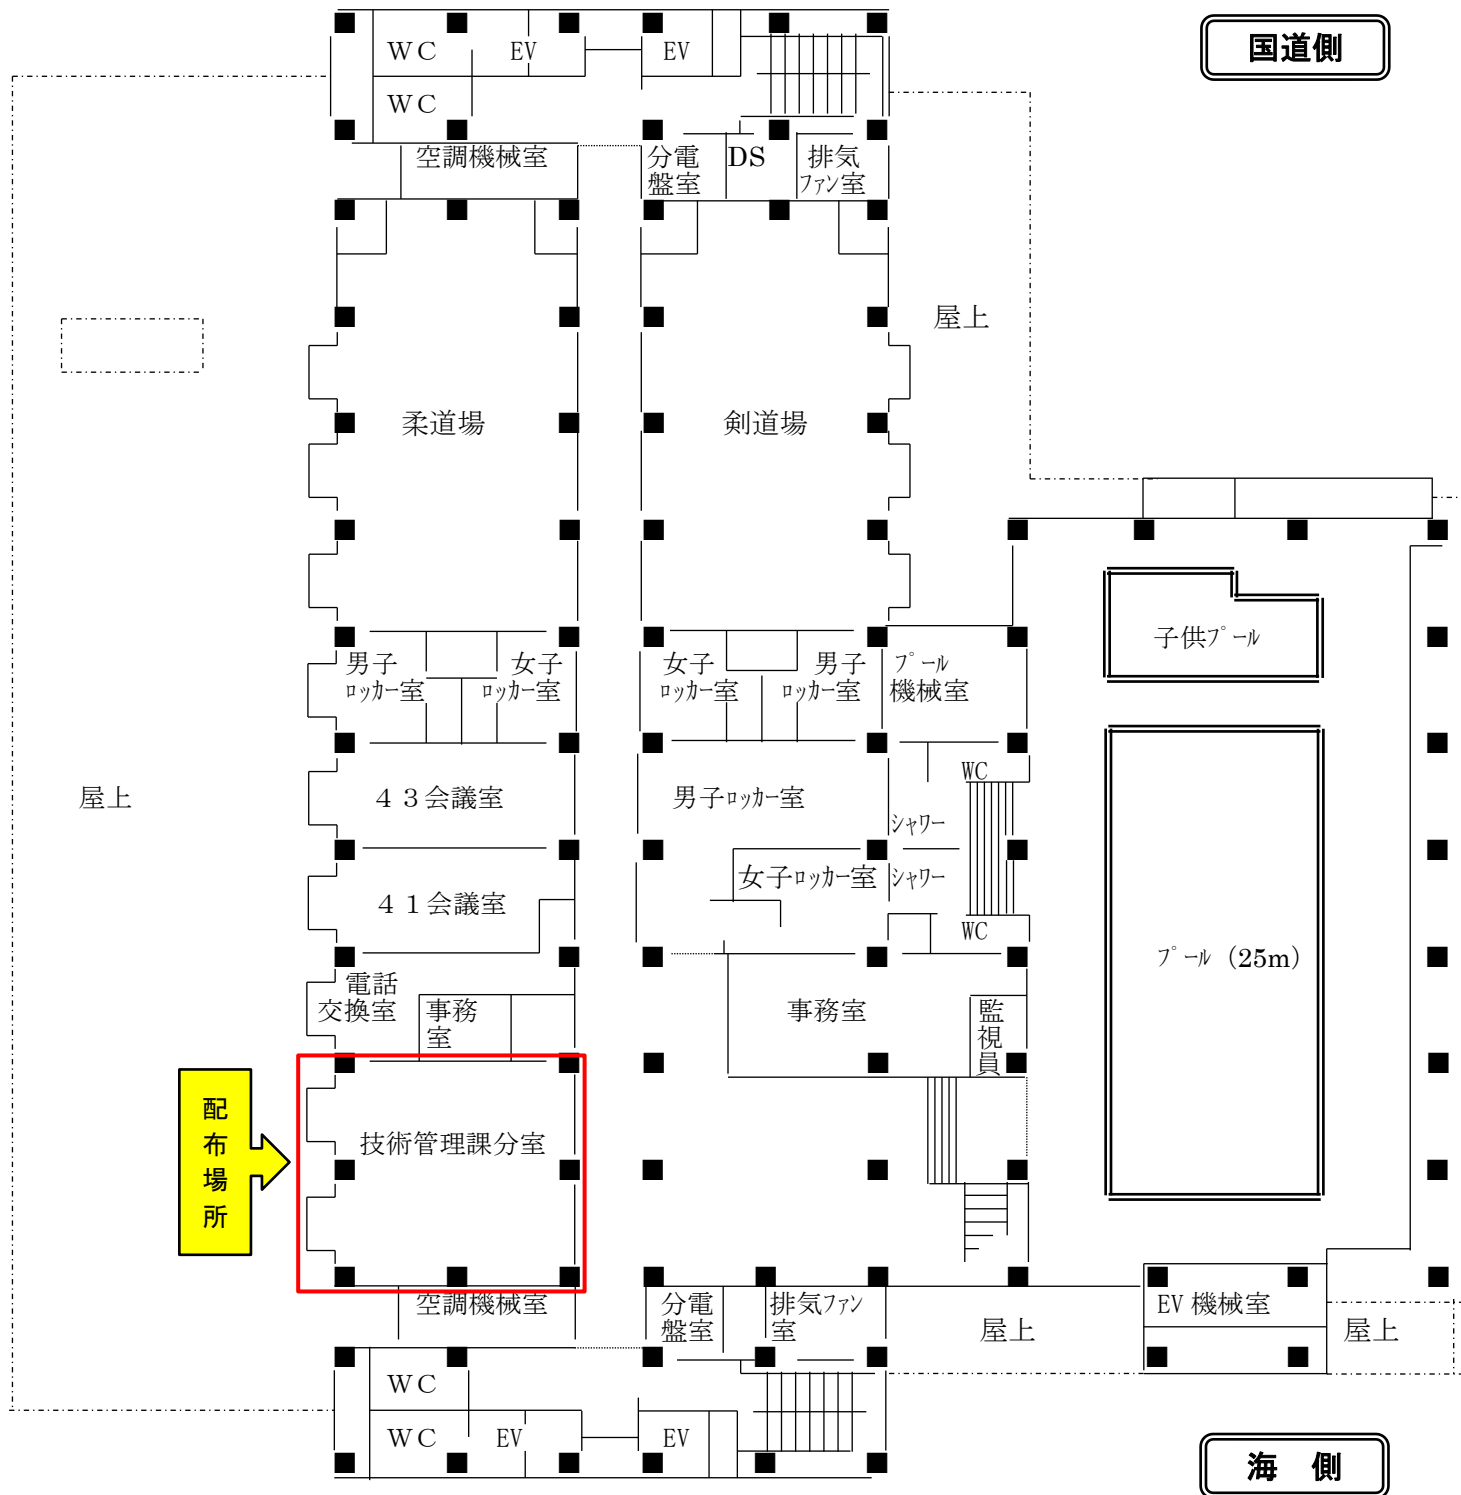 国道側
ＷＣ
EV
EV
ＷＣ
空調機械室
分電
盤室
DS
排気
ﾌｧﾝ室
屋上
柔道場
剣道場
子供ﾌﾟｰﾙ
男子
ﾛｯｶｰ室
女子
ﾛｯｶｰ室
女子
ﾛｯｶｰ室
男子
ﾛｯｶｰ室
ﾌﾟｰﾙ
機械室
屋上
４３会議室
男子ﾛｯｶｰ室
WC
ｼｬﾜｰ
４１会議室
女子ﾛｯｶｰ室
ｼｬﾜｰ
WC
ﾌﾟｰﾙ（25m）
電話
交換室
事務
室
事務室
監
視
員
配
布
場
所
技術管理課分室
空調機械室
分電
盤室
排気ﾌｧﾝ
室
屋上
EV 機械室
屋上
ＷＣ
ＷＣ
EV
EV
海　側